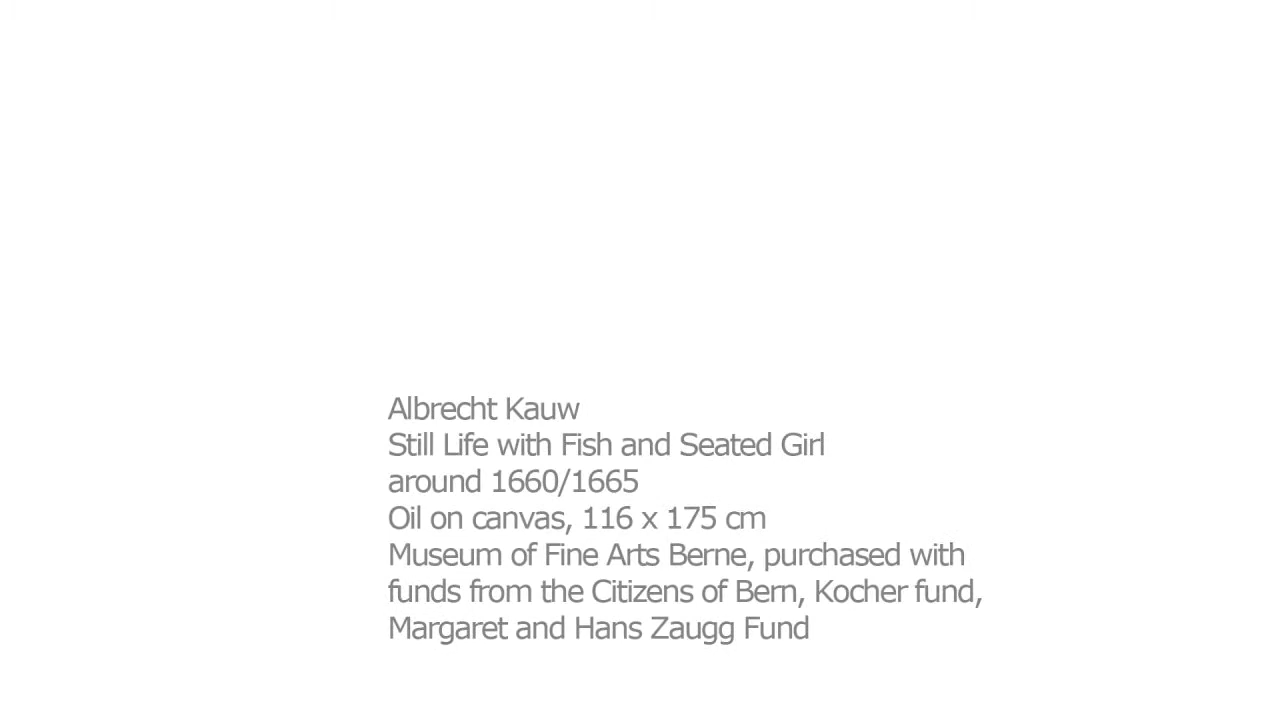 Albrecht Kauw
Still Life with Fish and Seated Girl
around 1660/1665
Oil on canvas, 116 x 175 cm
Museum of Fine Arts Berne, purchased with
funds from the Citizens of Bern, Kocher fund,
Margaret and Hans Zaugg Fund